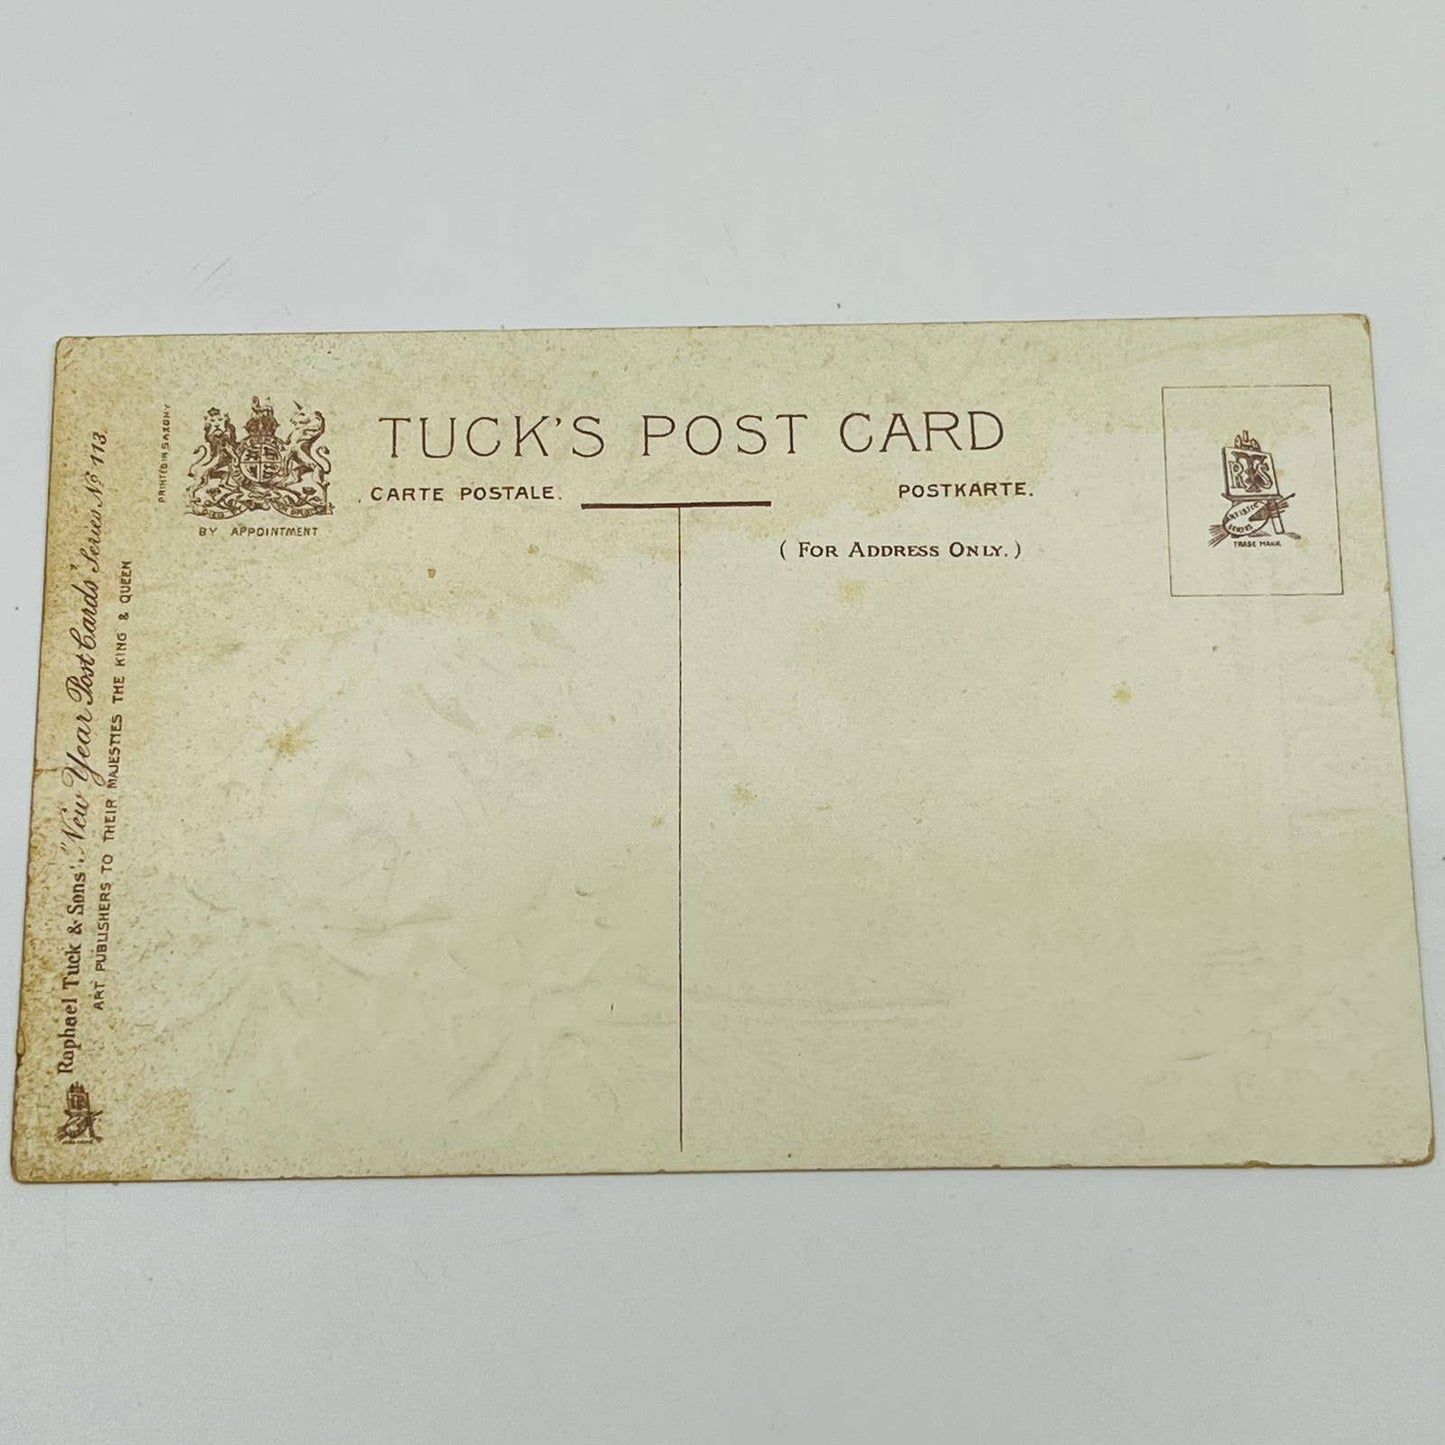 TUCK'S POST CARD
CARTE POSTALE.
POSTKARTE.
(FOR ADDRESS ONLY.)
PRINTED IN SAXONY
BY APPOINTMENT
RTS
ARTISTIC
SERIES
TRADE MARK
Raphael Tuck & Sons' "New Year Post Cards" Series No 113.
ART PUBLISHERS TO THEIR MAJESTIES THE KING & QUEEN